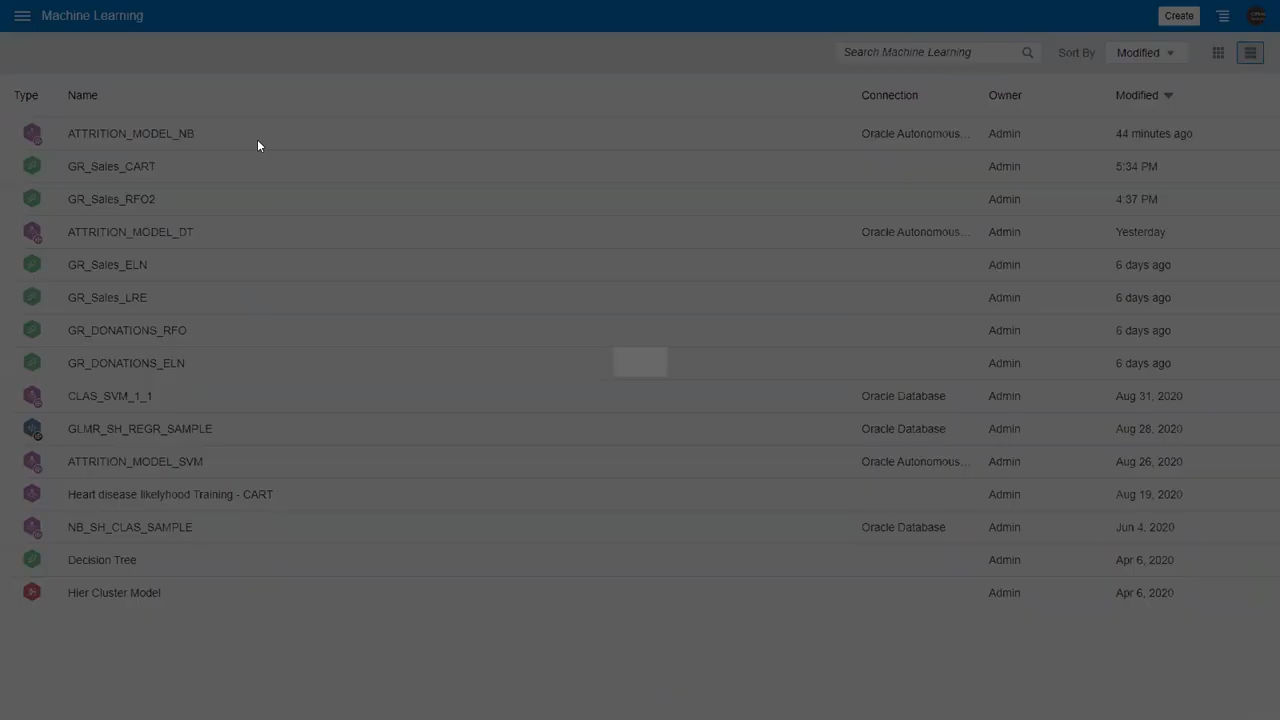 Machine Learning
Create
Search Machine Learning
Sort By
Modified
Type Name Connection Owner Modified
ATTRITION_MODEL_NB Oracle Autonomous... Admin 44 minutes ago
GR_Sales_CART Admin 5:34 PM
GR_Sales_RFO2 Admin 4:37 PM
ATTRITION_MODEL_DT Oracle Autonomous... Admin Yesterday
GR_Sales_ELN Admin 6 days ago
GR_Sales_LRE Admin 6 days ago
GR_DONATIONS_RFO Admin 6 days ago
GR_DONATIONS_ELN Admin 6 days ago
CLAS_SVM_1_1 Oracle Database Admin Aug 31, 2020
GLMR_SH_REGR_SAMPLE Oracle Database Admin Aug 28, 2020
ATTRITION_MODEL_SVM Oracle Autonomous... Admin Aug 26, 2020
Heart disease likelyhood Training - CART Admin Aug 19, 2020
NB_SH_CLAS_SAMPLE Oracle Database Admin Jun 4, 2020
Decision Tree Admin Apr 6, 2020
Hier Cluster Model Admin Apr 6, 2020